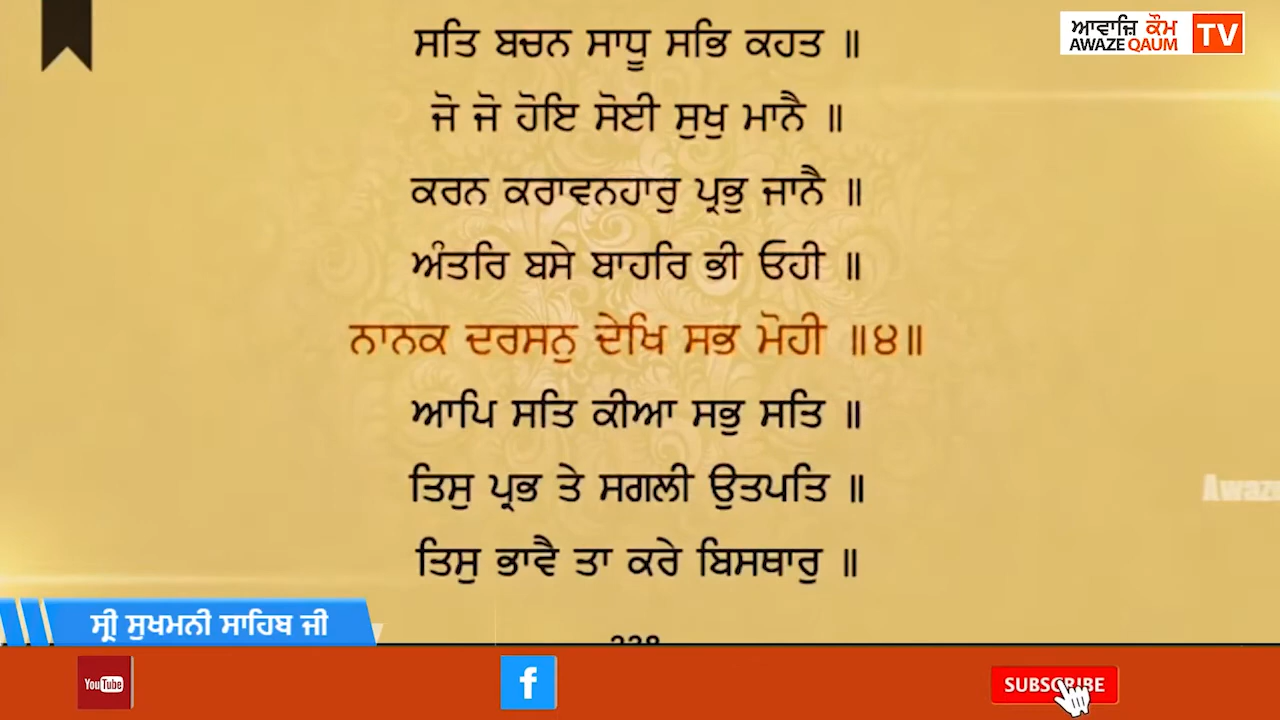 ਸਤਿ ਬਚਨ ਸਾਧੂ ਸਭਿ ਕਹਤ ॥
ਆਵਾਜ਼ਿ ਕੌਮ
AWAZE QAUM
TV
ਜੋ ਜੋ ਹੋਇ ਸੋਈ ਸੁਖੁ ਮਾਨੈ ॥
ਕਰਨ ਕਰਾਵਨਹਾਰੁ ਪ੍ਰਭੁ ਜਾਨੈ ॥
ਅੰਤਰਿ ਬਸੇ ਬਾਹਰਿ ਭੀ ਓਹੀ ॥
ਨਾਨਕ ਦਰਸਨੁ ਦੇਖਿ ਸਭ ਮੋਹੀ ॥੪॥
ਆਪਿ ਸਤਿ ਕੀਆ ਸਭੁ ਸਤਿ ॥
ਤਿਸੁ ਪ੍ਰਭ ਤੇ ਸਗਲੀ ਉਤਪਤਿ ॥
Awaze
ਤਿਸੁ ਭਾਵੈ ਤਾ ਕਰੇ ਬਿਸਥਾਰੁ ॥
ਸ੍ਰੀ ਸੁਖਮਨੀ ਸਾਹਿਬ ਜੀ
YouTube
f
SUBSCRIBE